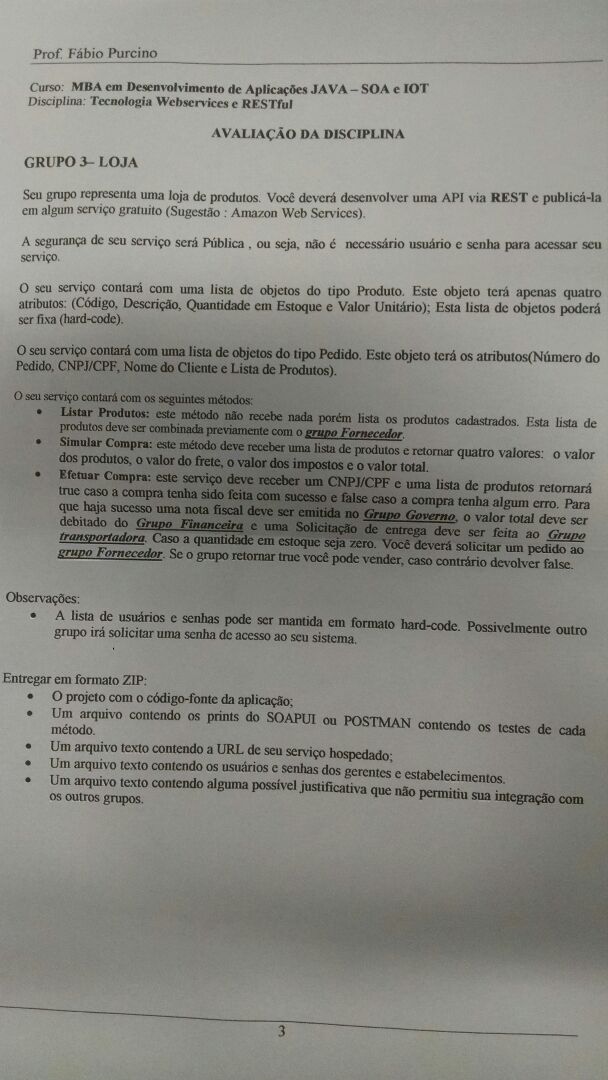 Prof. Fábio Purcino
Curso: MBA em Desenvolvimento de Aplicações JAVA – SOA e IOT
Disciplina: Tecnologia Webservices e RESTful
AVALIAÇÃO DA DISCIPLINA
GRUPO 3– LOJA
Seu grupo representa uma loja de produtos. Você deverá desenvolver uma API via REST e publicá-la
em algum serviço gratuito (Sugestão : Amazon Web Services).
A segurança de seu serviço será Pública , ou seja, não é necessário usuário e senha para acessar seu
serviço.
O seu serviço contará com uma lista de objetos do tipo Produto. Este objeto terá apenas quatro
atributos: (Código, Descrição, Quantidade em Estoque e Valor Unitário); Esta lista de objetos poderá
ser fixa (hard-code).
O seu serviço contará com uma lista de objetos do tipo Pedido. Este objeto terá os atributos(Número do
Pedido, CNPJ/CPF, Nome do Cliente e Lista de Produtos).
O seu serviço contará com os seguintes métodos:
• Listar Produtos: este método não recebe nada porém lista os produtos cadastrados. Esta lista de
produtos deve ser combinada previamente com o grupo Fornecedor.
• Simular Compra: este método deve receber uma lista de produtos e retornar quatro valores: o valor
dos produtos, o valor do frete, o valor dos impostos e o valor total.
• Efetuar Compra: este serviço deve receber um CNPJ/CPF e uma lista de produtos retornará
true caso a compra tenha sido feita com sucesso e false caso a compra tenha algum erro. Para
que haja sucesso uma nota fiscal deve ser emitida no Grupo Governo, o valor total deve ser
debitado do Grupo Financeira e uma Solicitação de entrega deve ser feita ao Grupo
transportadora. Caso a quantidade em estoque seja zero. Você deverá solicitar um pedido ao
grupo Fornecedor. Se o grupo retornar true você pode vender, caso contrário devolver false.
Observações:
• A lista de usuários e senhas pode ser mantida em formato hard-code. Possivelmente outro
grupo irá solicitar uma senha de acesso ao seu sistema.
Entregar em formato ZIP:
• O projeto com o código-fonte da aplicação;
• Um arquivo contendo os prints do SOAPUI ou POSTMAN contendo os testes de cada
método.
• Um arquivo texto contendo a URL de seu serviço hospedado;
• Um arquivo texto contendo os usuários e senhas dos gerentes e estabelecimentos.
• Um arquivo texto contendo alguma possível justificativa que não permitiu sua integração com
os outros grupos.
3